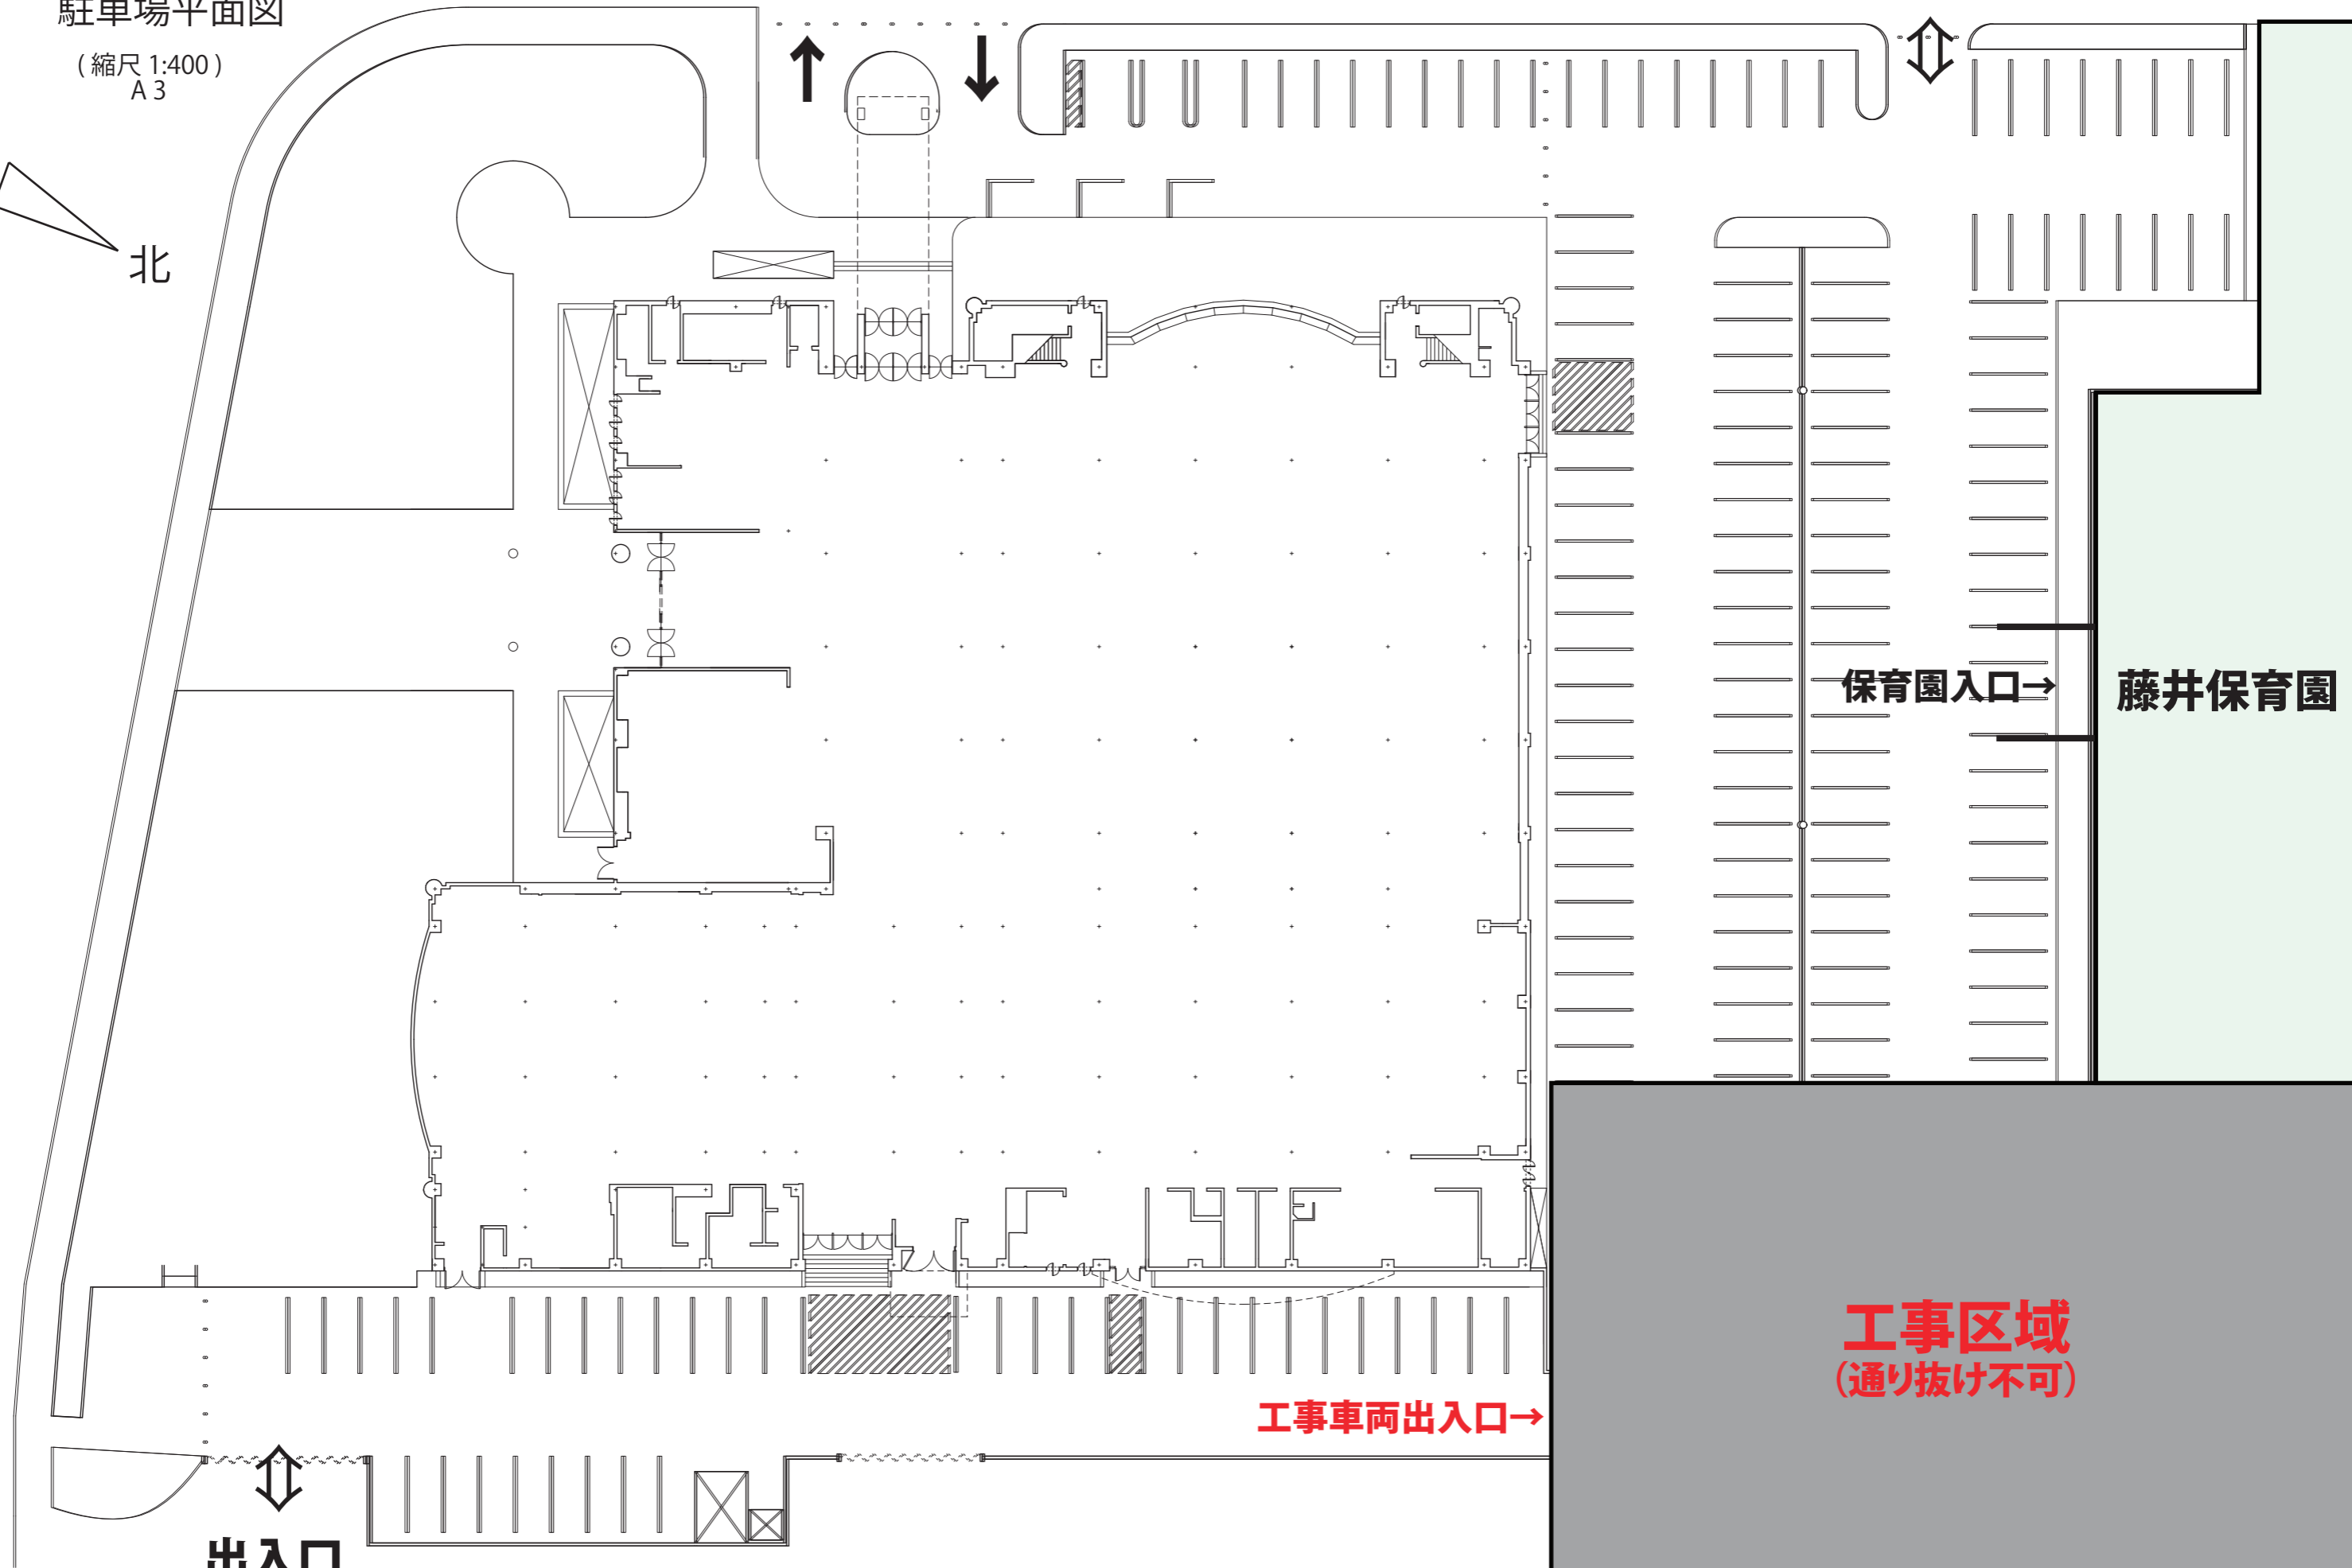 駐車場平面図
(縮尺 1:400)
A 3
北
保育園入口→
藤井保育園
工事区域
（通り抜け不可）
工事車両出入口→
出入口